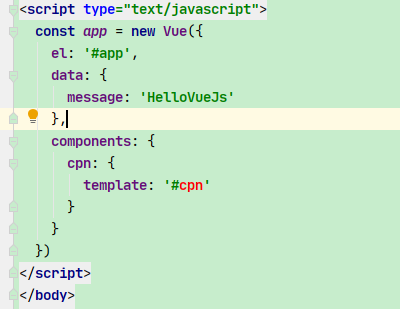 <script type="text/javascript">
  const app = new Vue({
    el: '#app',
    data: {
      message: 'HelloVueJs'
    },
    components: {
      cpn: {
        template: '#cpn'
      }
    }
  })
</script>
</body>